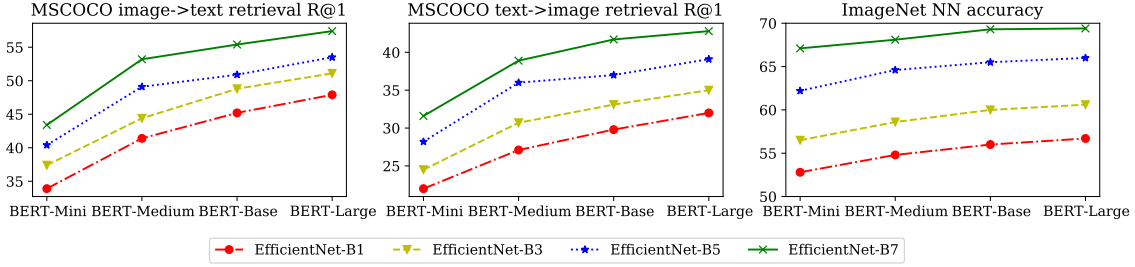 MSCOCO image->text retrieval R@1
55
50
45
40
35
BERT-Mini BERT-Medium BERT-Base BERT-Large
MSCOCO text->image retrieval R@1
40
35
30
25
BERT-Mini BERT-Medium BERT-Base BERT-Large
ImageNet NN accuracy
70
65
60
55
50
BERT-Mini BERT-Medium BERT-Base BERT-Large
EfficientNet-B1 EfficientNet-B3 EfficientNet-B5 EfficientNet-B7